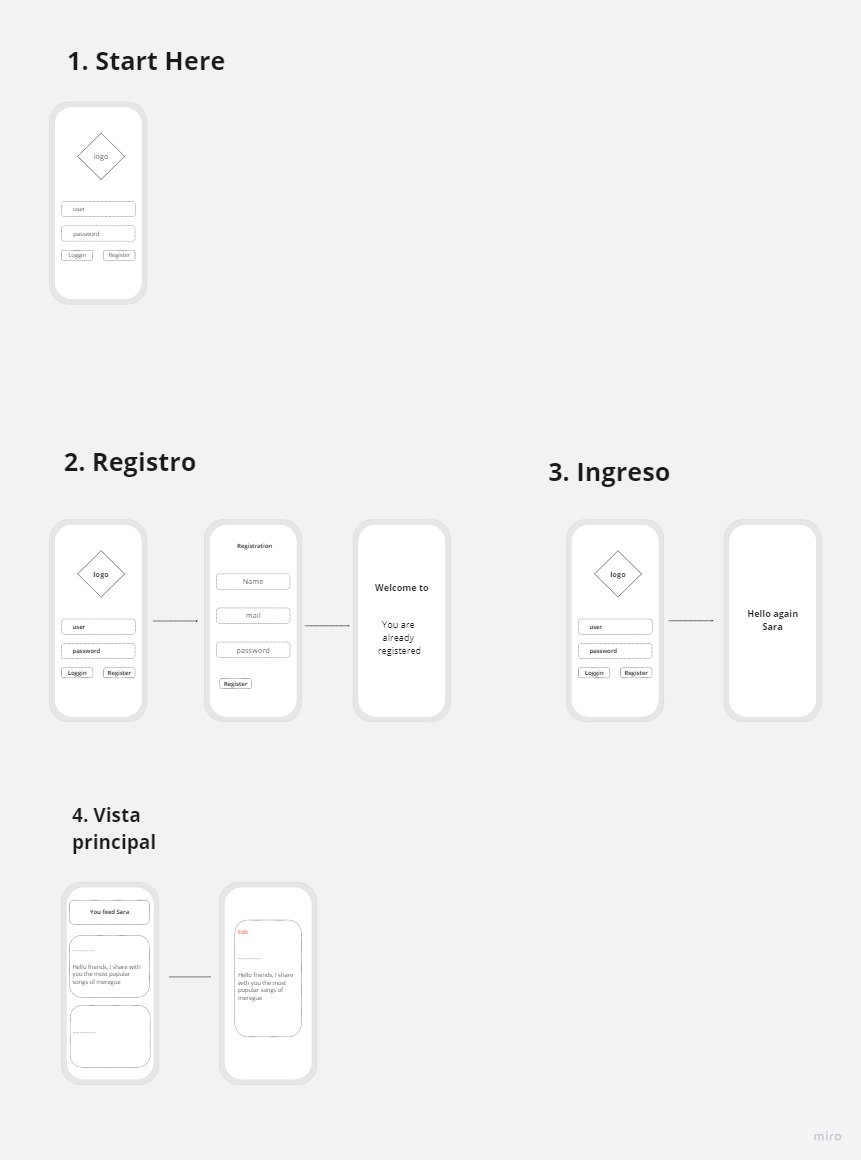 1. Start Here
logo
user
password
Loggin Register
2. Registro
logo
user
password
Loggin Register
Registration
Name
mail
password
Register
Welcome to
You are
already
registered
3. Ingreso
logo
user
password
Loggin Register
Hello again
Sara
4. Vista
principal
You feed Sara
Hello friends, I share with
you the most popular
songs of meregue
Edit
Hello friends, I share
with you the most
popular songs of
meregue
miro